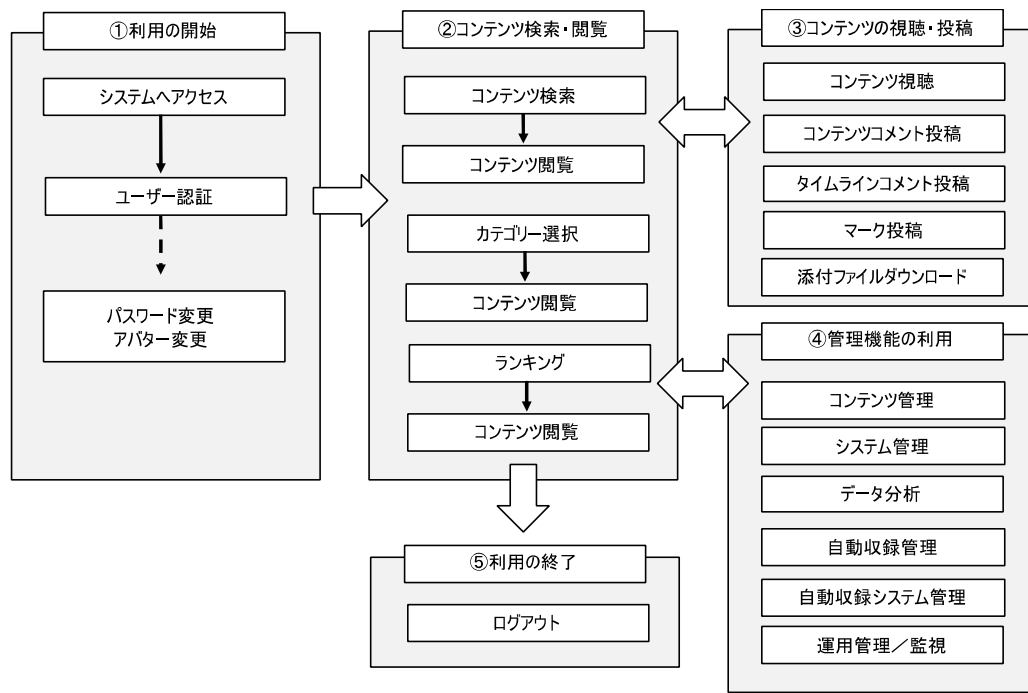 ①利用の開始
システムへアクセス
ユーザー認証
パスワード変更
アバター変更
②コンテンツ検索・閲覧
コンテンツ検索
コンテンツ閲覧
カテゴリー選択
コンテンツ閲覧
ランキング
コンテンツ閲覧
③コンテンツの視聴・投稿
コンテンツ視聴
コンテンツコメント投稿
タイムラインコメント投稿
マーク投稿
添付ファイルダウンロード
④管理機能の利用
コンテンツ管理
システム管理
データ分析
自動収録管理
自動収録システム管理
運用管理／監視
⑤利用の終了
ログアウト